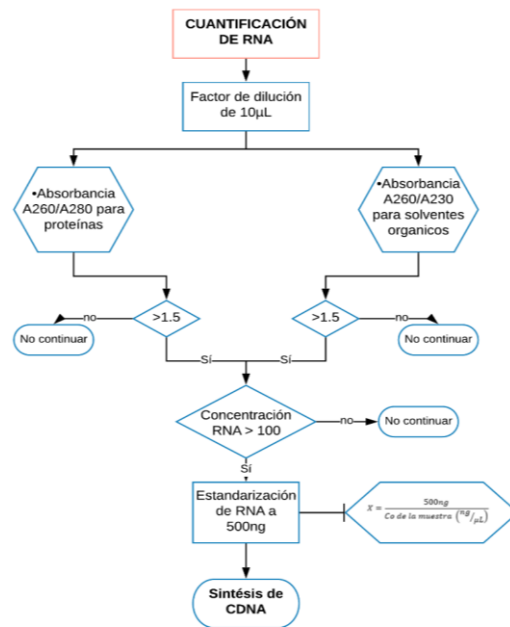 CUANTIFICACIÓN
DE RNA
Factor de dilución
de 10µL
•Absorbancia
A260/A280 para
proteínas
•Absorbancia
A260/A230
para solventes
organicos
>1.5
no
No continuar
>1.5
no
No continuar
Sí
Sí
Concentración
RNA > 100
no
No continuar
Sí
Estandarización
de RNA a
500ng
X = 500ng / Co de la muestra (ng/µL)
Sintésis de
CDNA